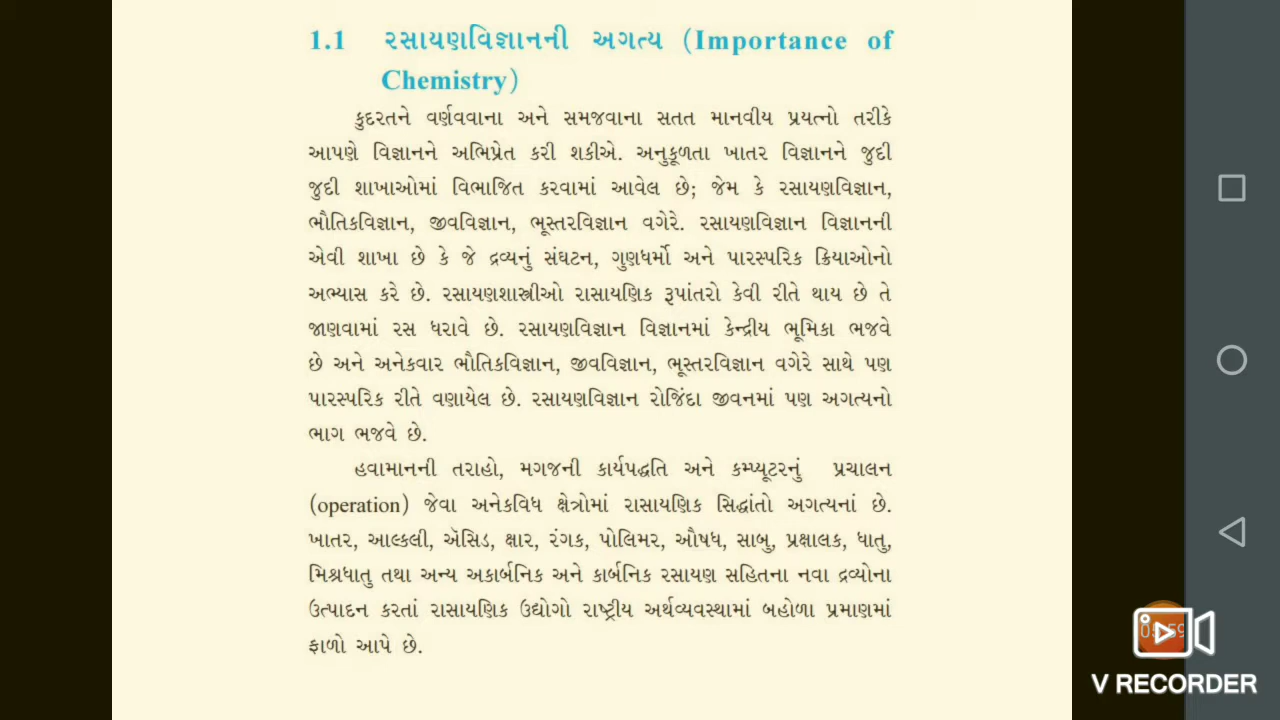 1.1 રસાયણવિજ્ઞાનની અગત્ય (Importance of
Chemistry)
કુદરતને વર્ણવવાના અને સમજવાના સતત માનવીય પ્રયત્નો તરીકે
આપણે વિજ્ઞાનને અભિપ્રેત કરી શકીએ. અનુકૂળતા ખાતર વિજ્ઞાનને જુદી
જુદી શાખાઓમાં વિભાજિત કરવામાં આવેલ છે; જેમ કે રસાયણવિજ્ઞાન,
ભૌતિકવિજ્ઞાન, જીવવિજ્ઞાન, ભૂસ્તરવિજ્ઞાન વગેરે. રસાયણવિજ્ઞાન વિજ્ઞાનની
એવી શાખા છે કે જે દ્રવ્યનું સંઘટન, ગુણધર્મો અને પારસ્પરિક ક્રિયાઓનો
અભ્યાસ કરે છે. રસાયણશાસ્ત્રીઓ રાસાયણિક રૂપાંતરો કેવી રીતે થાય છે તે
જાણવામાં રસ ધરાવે છે. રસાયણવિજ્ઞાન વિજ્ઞાનમાં કેન્દ્રીય ભૂમિકા ભજવે
છે અને અનેકવાર ભૌતિકવિજ્ઞાન, જીવવિજ્ઞાન, ભૂસ્તરવિજ્ઞાન વગેરે સાથે પણ
પારસ્પરિક રીતે વણાયેલ છે. રસાયણવિજ્ઞાન રોજિંદા જીવનમાં પણ અગત્યનો
ભાગ ભજવે છે.
હવામાનની તરાહો, મગજની કાર્યપદ્ધતિ અને કમ્પ્યૂટરનું પ્રચાલન
(operation) જેવા અનેકવિધ ક્ષેત્રોમાં રાસાયણિક સિદ્ધાંતો અગત્યનાં છે.
ખાતર, આલ્કલી, ઍસિડ, ક્ષાર, રંગક, પોલિમર, ઔષધ, સાબુ, પ્રક્ષાલક, ધાતુ,
મિશ્રધાતુ તથા અન્ય અકાર્બનિક અને કાર્બનિક રસાયણ સહિતના નવા દ્રવ્યોના
ઉત્પાદન કરતાં રાસાયણિક ઉદ્યોગો રાષ્ટ્રીય અર્થવ્યવસ્થામાં બહોળા પ્રમાણમાં
ફાળો આપે છે.
V RECORDER